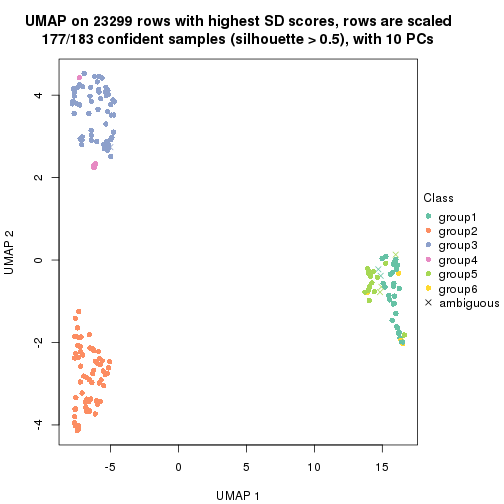 UMAP on 23299 rows with highest SD scores, rows are scaled
177/183 confident samples (silhouette > 0.5), with 10 PCs
4
2
0
-2
-4
UMAP 2
-5
0
5
10
15
UMAP 1
Class
group1
group2
group3
group4
group5
group6
ambiguous